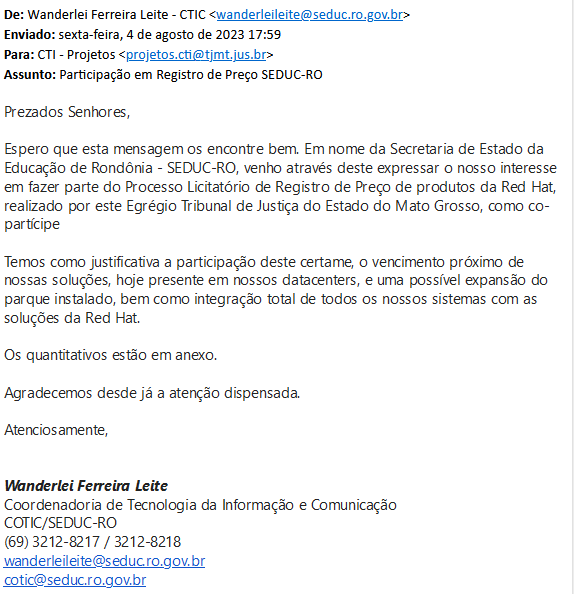 De: Wanderlei Ferreira Leite - CTIC <wanderleileite@seduc.ro.gov.br>
Enviado: sexta-feira, 4 de agosto de 2023 17:59
Para: CTI - Projetos <projetos.cti@tjmt.jus.br>
Assunto: Participação em Registro de Preço SEDUC-RO
Prezados Senhores,
Espero que esta mensagem os encontre bem. Em nome da Secretaria de Estado da
Educação de Rondônia - SEDUC-RO, venho através deste expressar o nosso interesse
em fazer parte do Processo Licitatório de Registro de Preço de produtos da Red Hat,
realizado por este Egrégio Tribunal de Justiça do Estado do Mato Grosso, como co-
partícipe
Temos como justificativa a participação deste certame, o vencimento próximo de
nossas soluções, hoje presente em nossos datacenters, e uma possível expansão do
parque instalado, bem como integração total de todos os nossos sistemas com as
soluções da Red Hat.
Os quantitativos estão em anexo.
Agradecemos desde já a atenção dispensada.
Atenciosamente,
Wanderlei Ferreira Leite
Coordenadoria de Tecnologia da Informação e Comunicação
COTIC/SEDUC-RO
(69) 3212-8217 / 3212-8218
wanderleileite@seduc.ro.gov.br
cotic@seduc.ro.gov.br